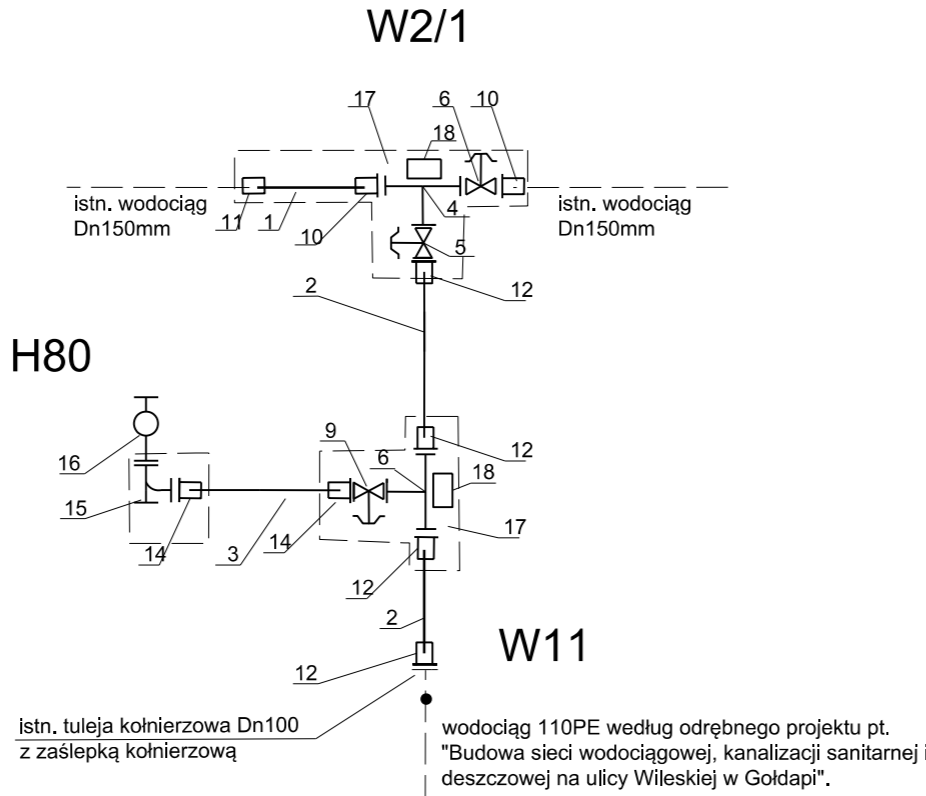 W2/1
17
6
10
18
11
1
10
4
istn. wodociąg
Dn150mm
istn. wodociąg
Dn150mm
5
12
2
H80
9
12
16
6
18
15
14
3
14
17
12
2
W11
12
istn. tuleja kołnierzowa Dn100
z zaślepką kołnierzową
wodociąg 110PE według odrębnego projektu pt.
"Budowa sieci wodociągowej, kanalizacji sanitarnej i
deszczowej na ulicy Wileskiej w Gołdapi".